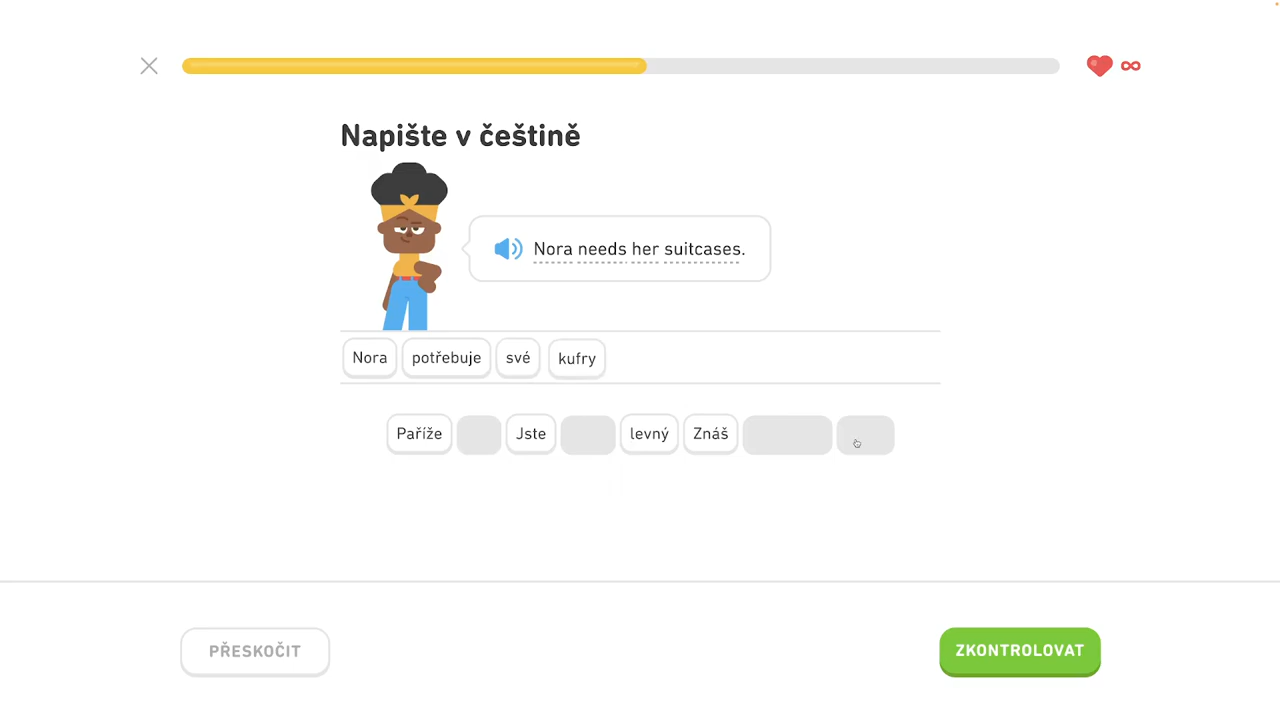 Napište v češtině
Nora needs her suitcases.
Nora potřebuje své kufry
Paříže Jste levný Znáš
PŘESKOČIT ZKONTROLOVAT